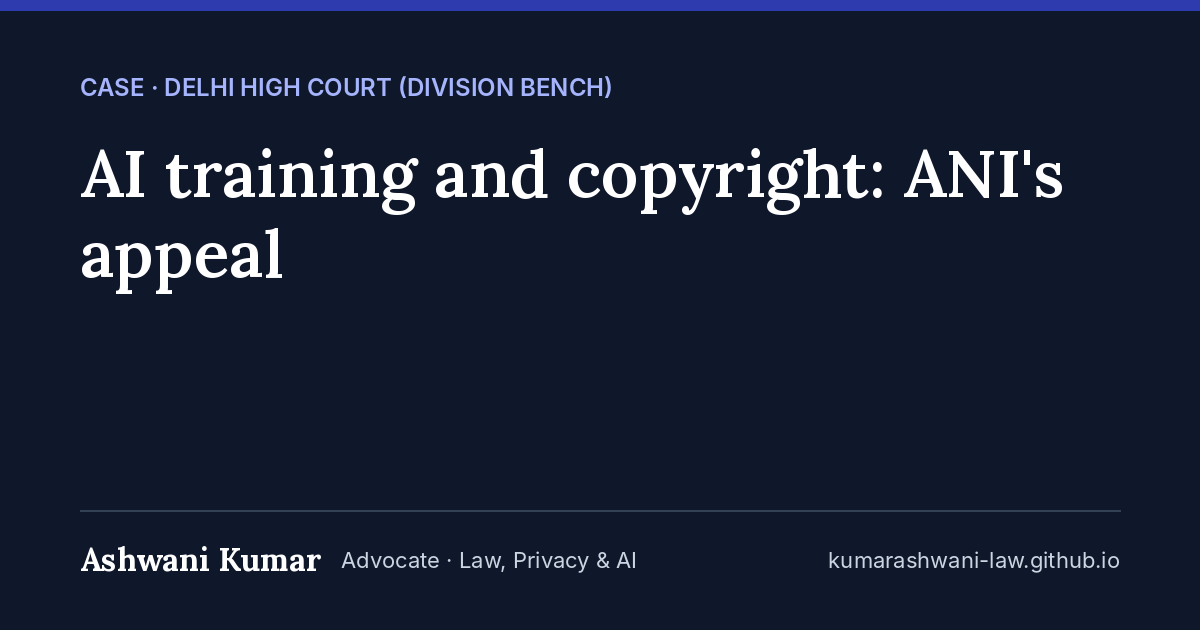 CASE · DELHI HIGH COURT (DIVISION BENCH)
AI training and copyright: ANI's
appeal
Ashwani Kumar Advocate · Law, Privacy & AI kumarashwani-law.github.io